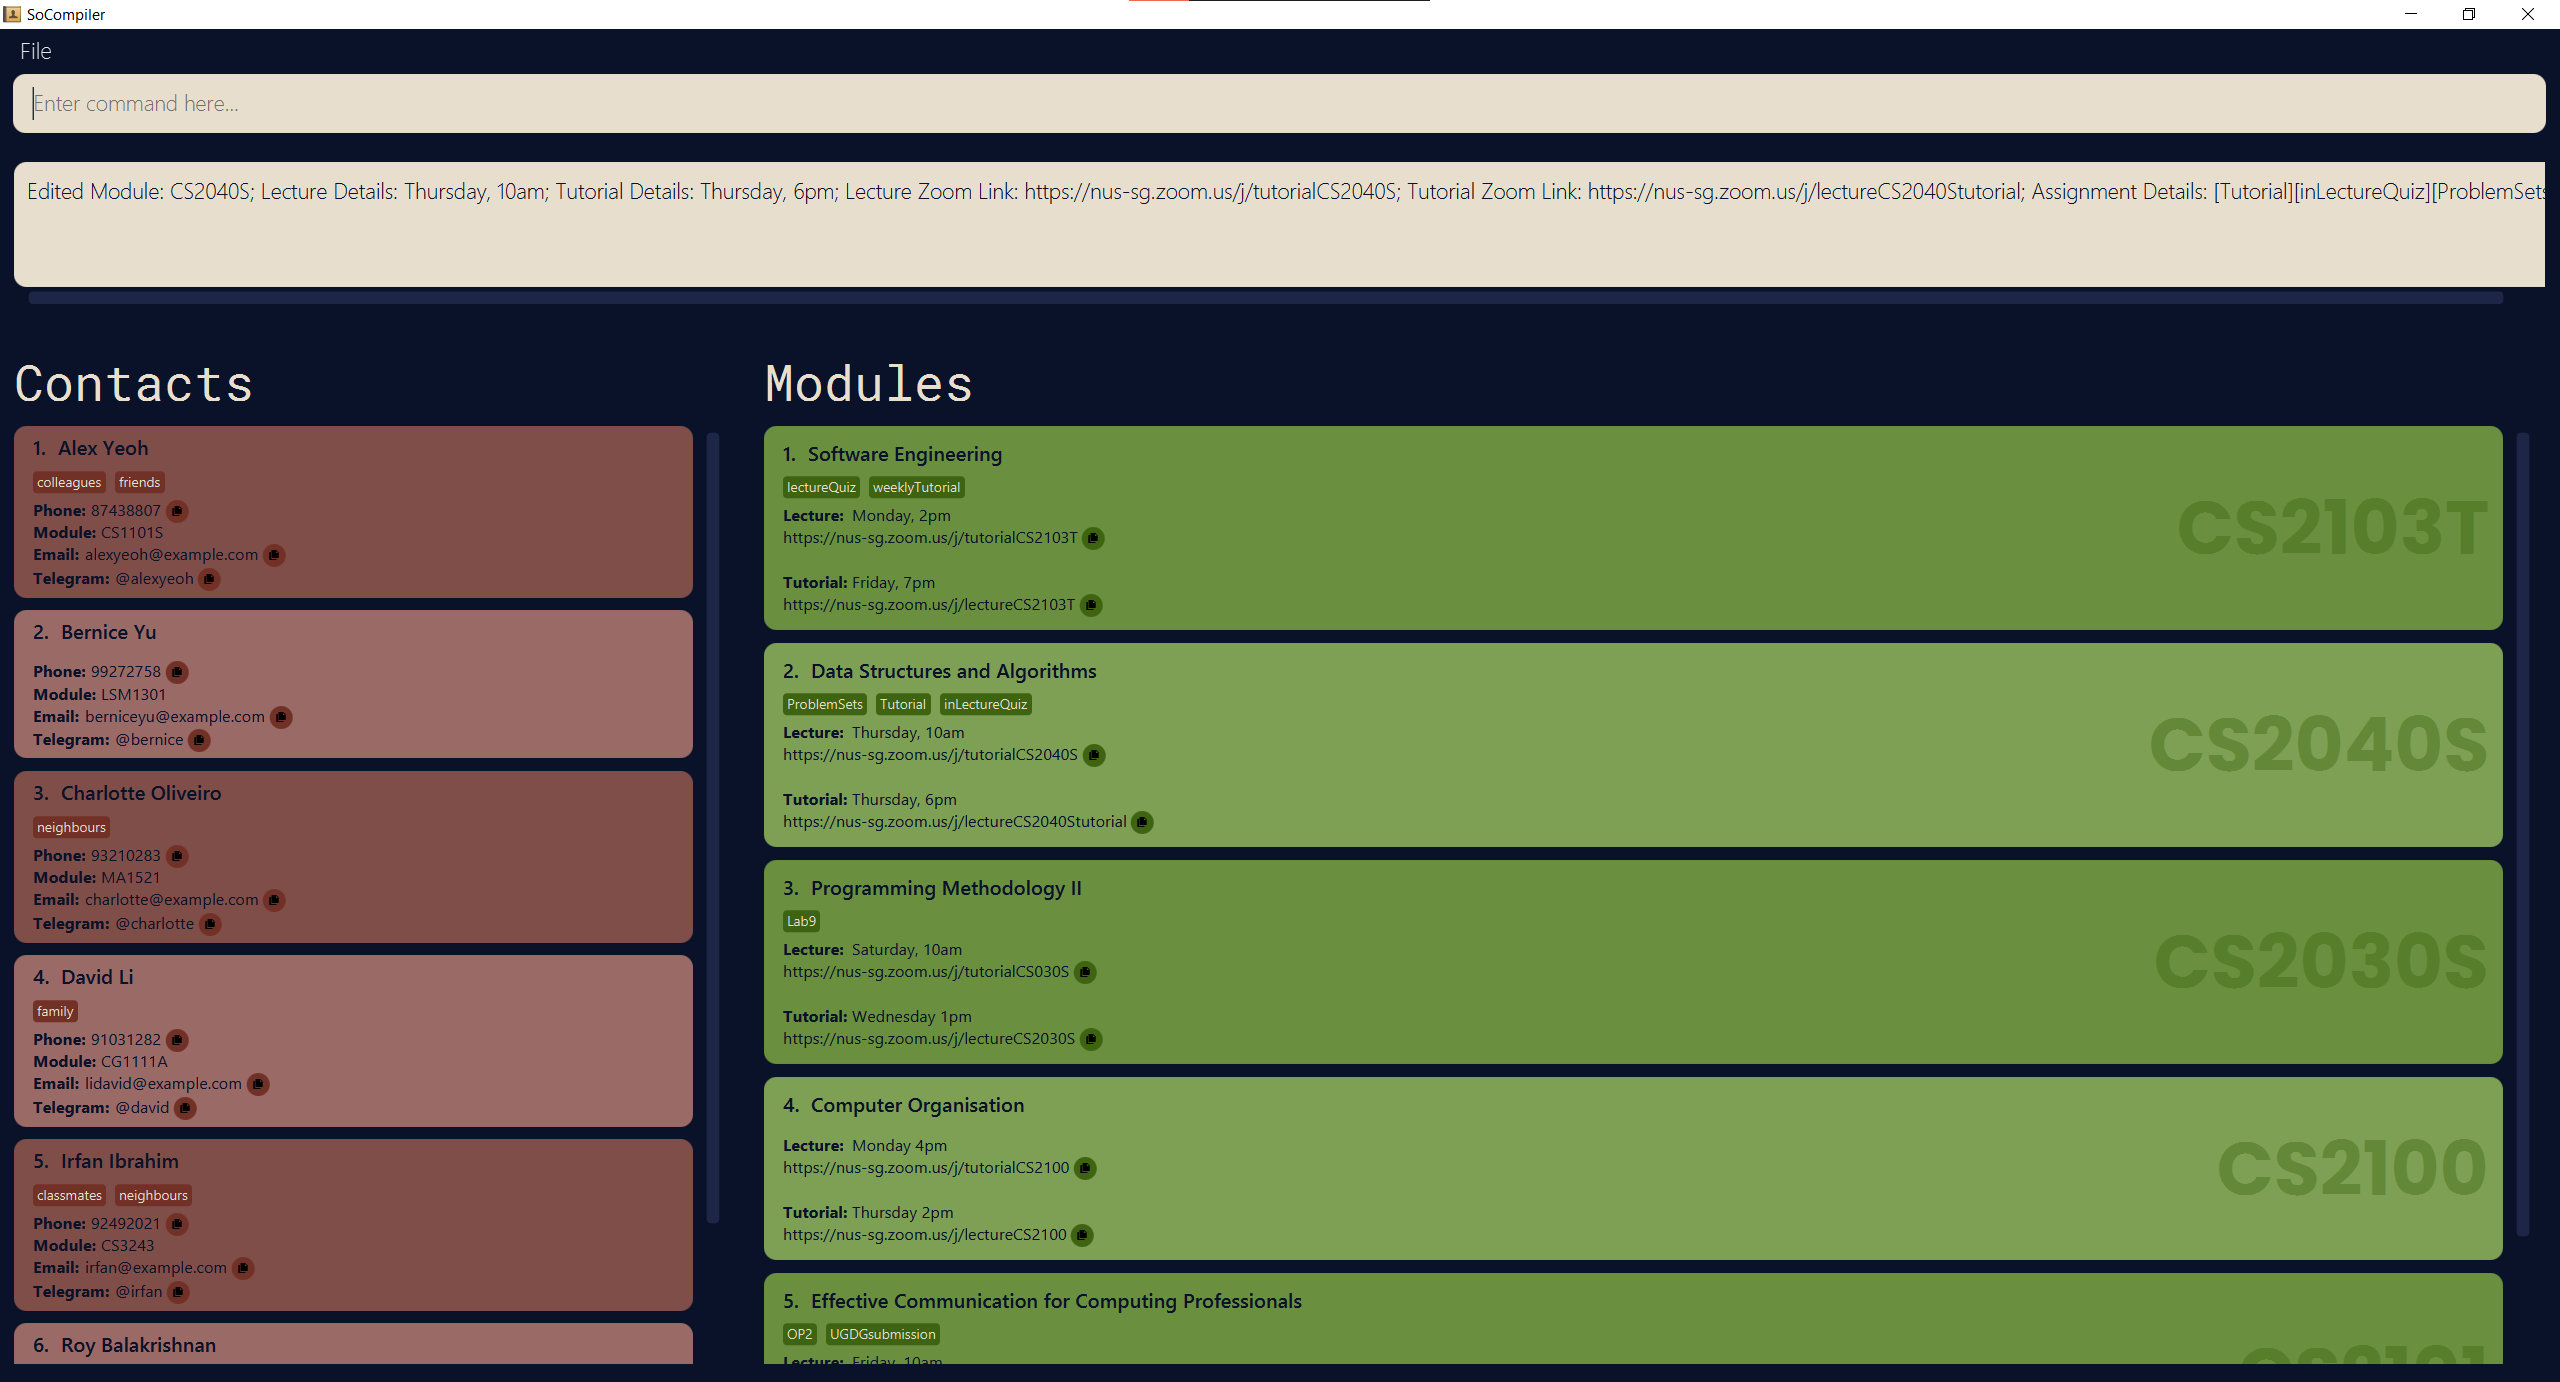 SoCompiler
File
Enter command here...
Edited Module: CS2040S; Lecture Details: Thursday, 10am; Tutorial Details: Thursday, 6pm; Lecture Zoom Link: https://nus-sg.zoom.us/j/tutorialCS2040S; Tutorial Zoom Link: https://nus-sg.zoom.us/j/lectureCS2040Stutorial; Assignment Details: [Tutorial][inLectureQuiz][ProblemSets
Contacts
1. Alex Yeoh
colleagues friends
Phone: 87438807
Module: CS1101S
Email: alexyeoh@example.com
Telegram: @alexyeoh
2. Bernice Yu
Phone: 99272758
Module: LSM1301
Email: berniceyu@example.com
Telegram: @bernice
3. Charlotte Oliveiro
neighbours
Phone: 93210283
Module: MA1521
Email: charlotte@example.com
Telegram: @charlotte
4. David Li
family
Phone: 91031282
Module: CG1111A
Email: lidavid@example.com
Telegram: @david
5. Irfan Ibrahim
classmates neighbours
Phone: 92492021
Module: CS3243
Email: irfan@example.com
Telegram: @irfan
6. Roy Balakrishnan
Modules
1. Software Engineering
lectureQuiz weeklyTutorial
Lecture: Monday, 2pm
https://nus-sg.zoom.us/j/tutorialCS2103T
Tutorial: Friday, 7pm
https://nus-sg.zoom.us/j/lectureCS2103T
CS2103T
2. Data Structures and Algorithms
ProblemSets Tutorial inLectureQuiz
Lecture: Thursday, 10am
https://nus-sg.zoom.us/j/tutorialCS2040S
Tutorial: Thursday, 6pm
https://nus-sg.zoom.us/j/lectureCS2040Stutorial
CS2040S
3. Programming Methodology II
Lab9
Lecture: Saturday, 10am
https://nus-sg.zoom.us/j/tutorialCS030S
Tutorial: Wednesday 1pm
https://nus-sg.zoom.us/j/lectureCS2030S
CS2030S
4. Computer Organisation
Lecture: Monday 4pm
https://nus-sg.zoom.us/j/tutorialCS2100
Tutorial: Thursday 2pm
https://nus-sg.zoom.us/j/lectureCS2100
CS2100
5. Effective Communication for Computing Professionals
OP2 UGDGsubmission
Lecture: Friday, 10am
CS2101